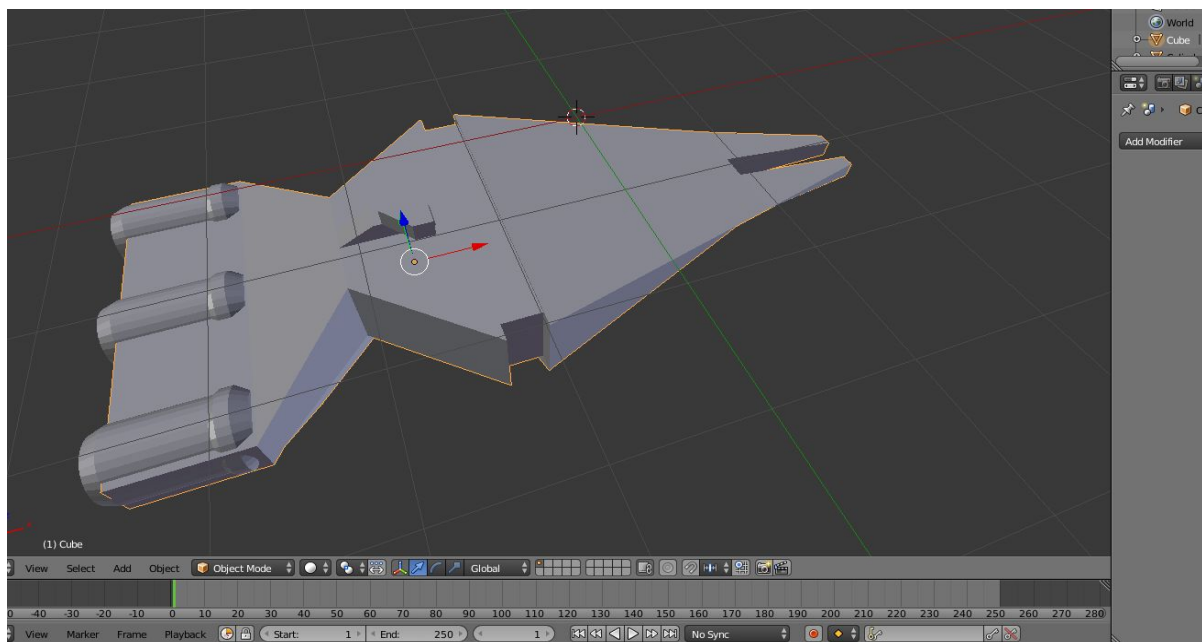 World
Cube
Add Modifier
(1) Cube
View Select Add Object Object Mode Global
-40 -30 -20 -10 0 10 20 30 40 50 60 70 80 90 100 110 120 130 140 150 160 170 180 190 200 210 220 230 240 250 260 270 280
View Marker Frame Playback Start: 1 End: 250 1 No Sync